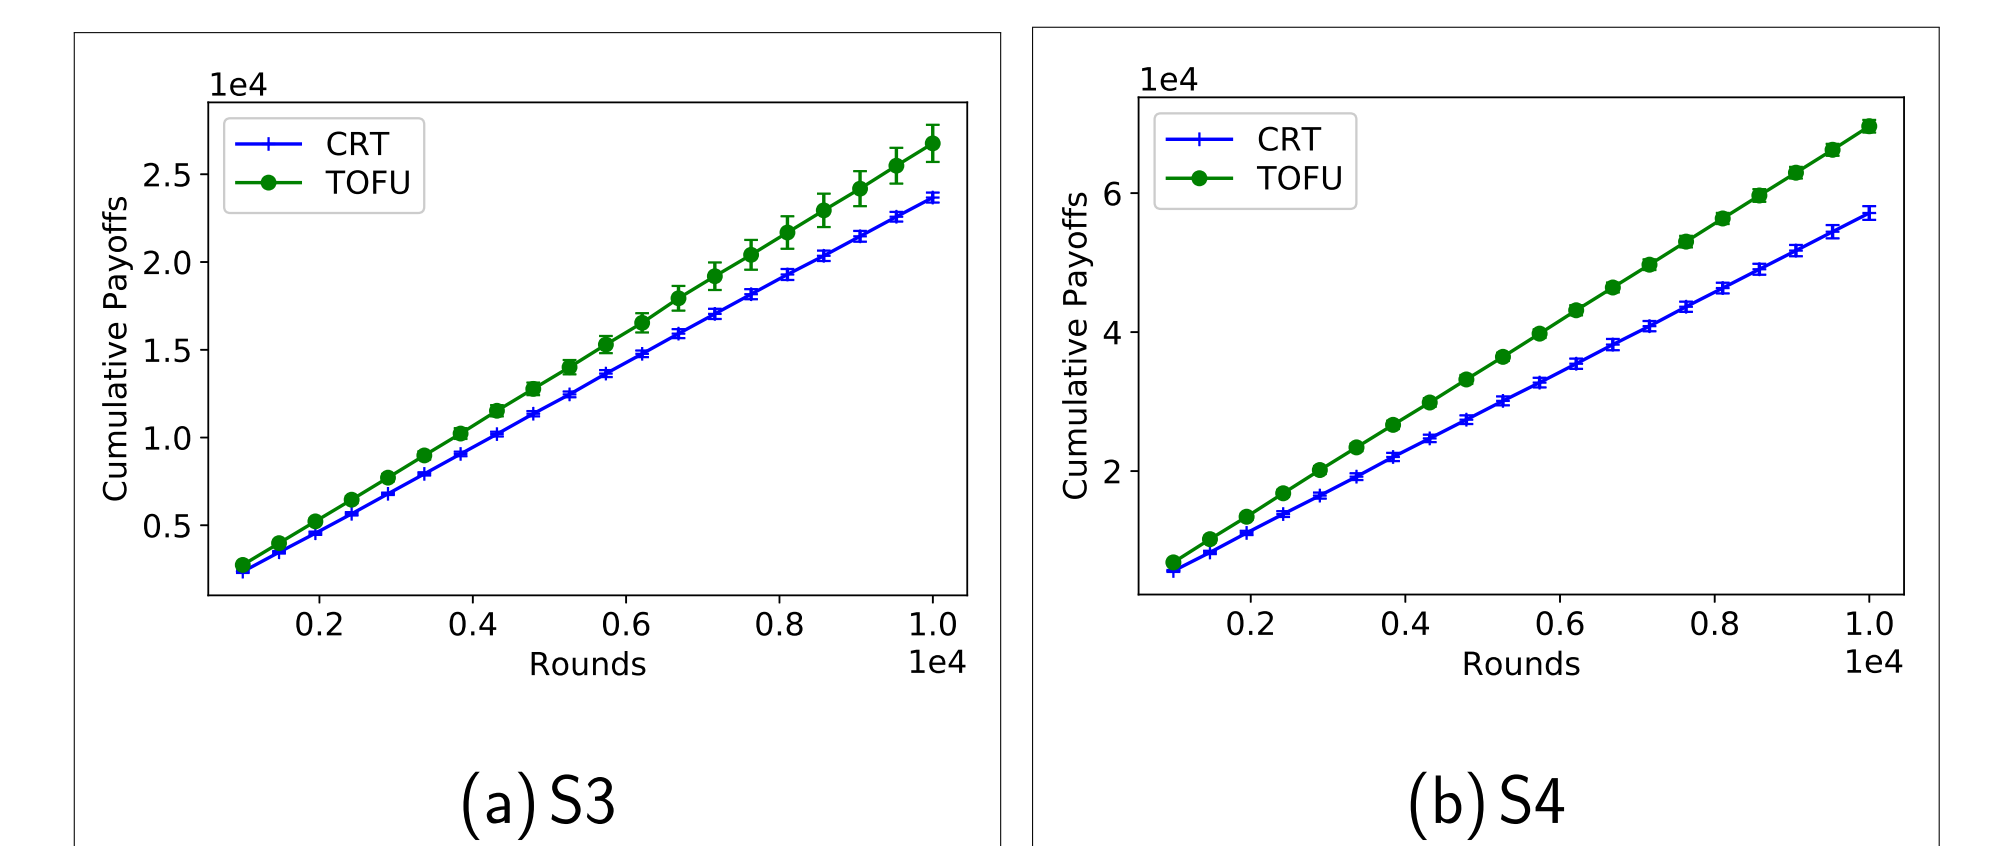 1e4
CRT
TOFU
2.5
2.0
1.5
1.0
0.5
Cumulative Payoffs
0.2 0.4 0.6 0.8 1.0
Rounds 1e4
(a) S3
1e4
CRT
TOFU
6
4
2
Cumulative Payoffs
0.2 0.4 0.6 0.8 1.0
Rounds 1e4
(b) S4